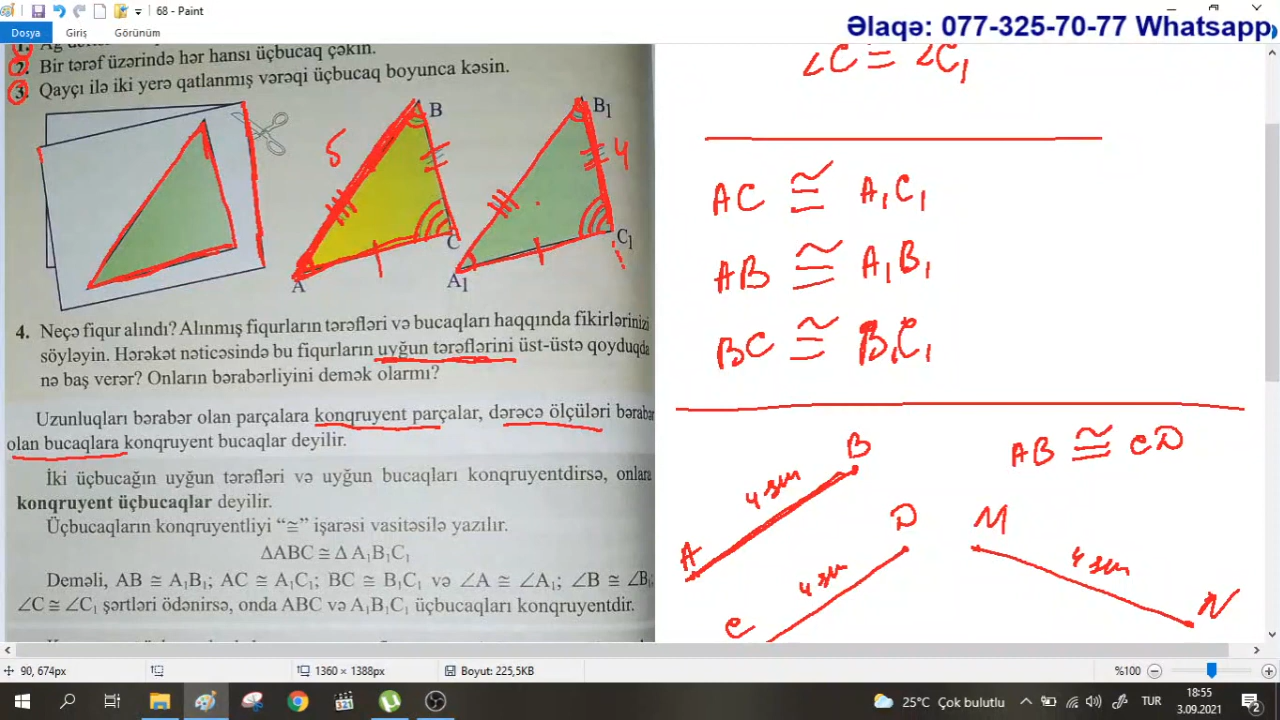 68 - Paint
Dosya Giriş Görünüm
Əlaqə: 077-325-70-77 Whatsapp
2. Bir tərəf üzərində hər hansı üçbucaq çəkin.
3. Qayçı ilə iki yerə qatlanmış vərəqi üçbucaq boyunca kəsin.
B
5
C
A
B₁
4
C₁
A₁
4. Neçə fiqur alındı? Alınmış fiqurların tərəfləri və bucaqları haqqında fikirlərinizi
söyləyin. Hərəkət nəticəsində bu fiqurların uyğun tərəflərini üst-üstə qoyduqda
nə baş verər? Onların bərabərliyini demək olarmı?
Uzunluqları bərabər olan parçalara konqruyent parçalar, dərəcə ölçüləri bərabər
olan bucaqlara konqruyent bucaqlar deyilir.
İki üçbucağın uyğun tərəfləri və uyğun bucaqları konqruyentdirsə, onlara
konqruyent üçbucaqlar deyilir.
Üçbucaqların konqruyentliyi “≅” işarəsi vasitəsilə yazılır.
ΔABC ≅ Δ A₁B₁C₁
Deməli, AB ≅ A₁B₁; AC ≅ A₁C₁; BC ≅ B₁C₁ və ∠A ≅ ∠A₁; ∠B ≅ ∠B₁;
∠C ≅ ∠C₁ şərtləri ödənirsə, onda ABC və A₁B₁C₁ üçbucaqları konqruyentdir.
∠C ≅ ∠C₁
AC ≅ A₁C₁
AB ≅ A₁B₁
BC ≅ B₁C₁
AB ≅ CD
B
4 sm
A
D
4 sm
C
M
4 sm
N
90, 674px
1360 × 1388px
Boyut: 225,5KB
%100
25°C Çok bulutlu
TUR
18:55
3.09.2021
2